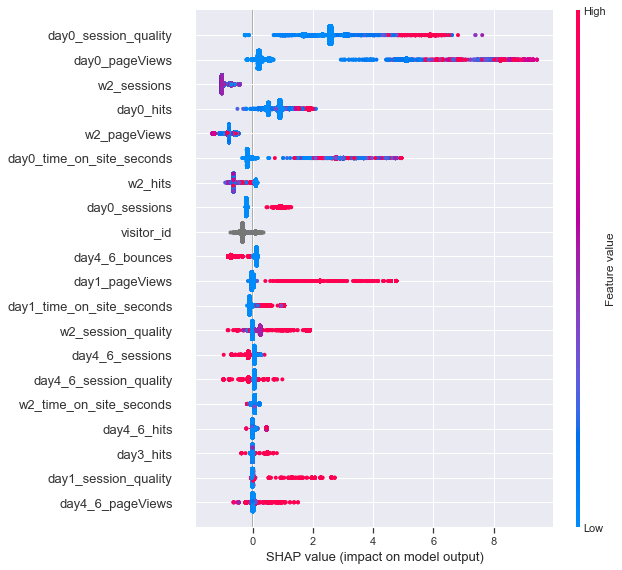 High
day0_session_quality
day0_pageViews
w2_sessions
day0_hits
w2_pageViews
day0_time_on_site_seconds
w2_hits
day0_sessions
visitor_id
day4_6_bounces
day1_pageViews
day1_time_on_site_seconds
w2_session_quality
day4_6_sessions
day4_6_session_quality
w2_time_on_site_seconds
day4_6_hits
day3_hits
day1_session_quality
day4_6_pageViews
Feature value
Low
0 2 4 6 8
SHAP value (impact on model output)